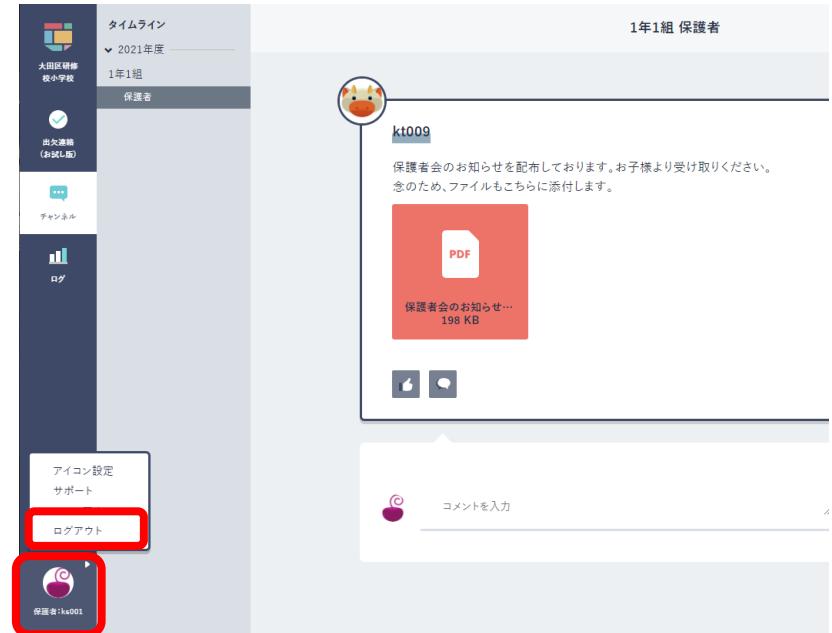 大田区研修
校小学校
出欠連絡
(お試し版)
チャンネル
ログ
タイムライン
2021年度
1年1組
保護者
1年1組 保護者
kt009
保護者会のお知らせを配布しております。お子様より受け取りください。
念のため、ファイルもこちらに添付します。
PDF
保護者会のお知らせ…
198 KB
コメントを入力
アイコン設定
サポート
ログアウト
保護者:ks001